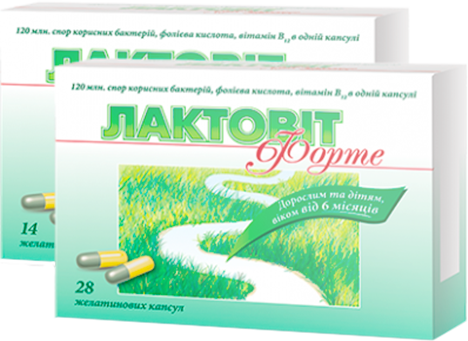 120 млн. спор корисних бактерій, фолієва кислота, вітамін B₁₂ в одній капсулі
14
120 млн. спор корисних бактерій, фолієва кислота, вітамін B₁₂ в одній капсулі
ЛАКТОВІТ
Форте
Дорослим та дітям,
віком від 6 місяців
28
желатинових капсул